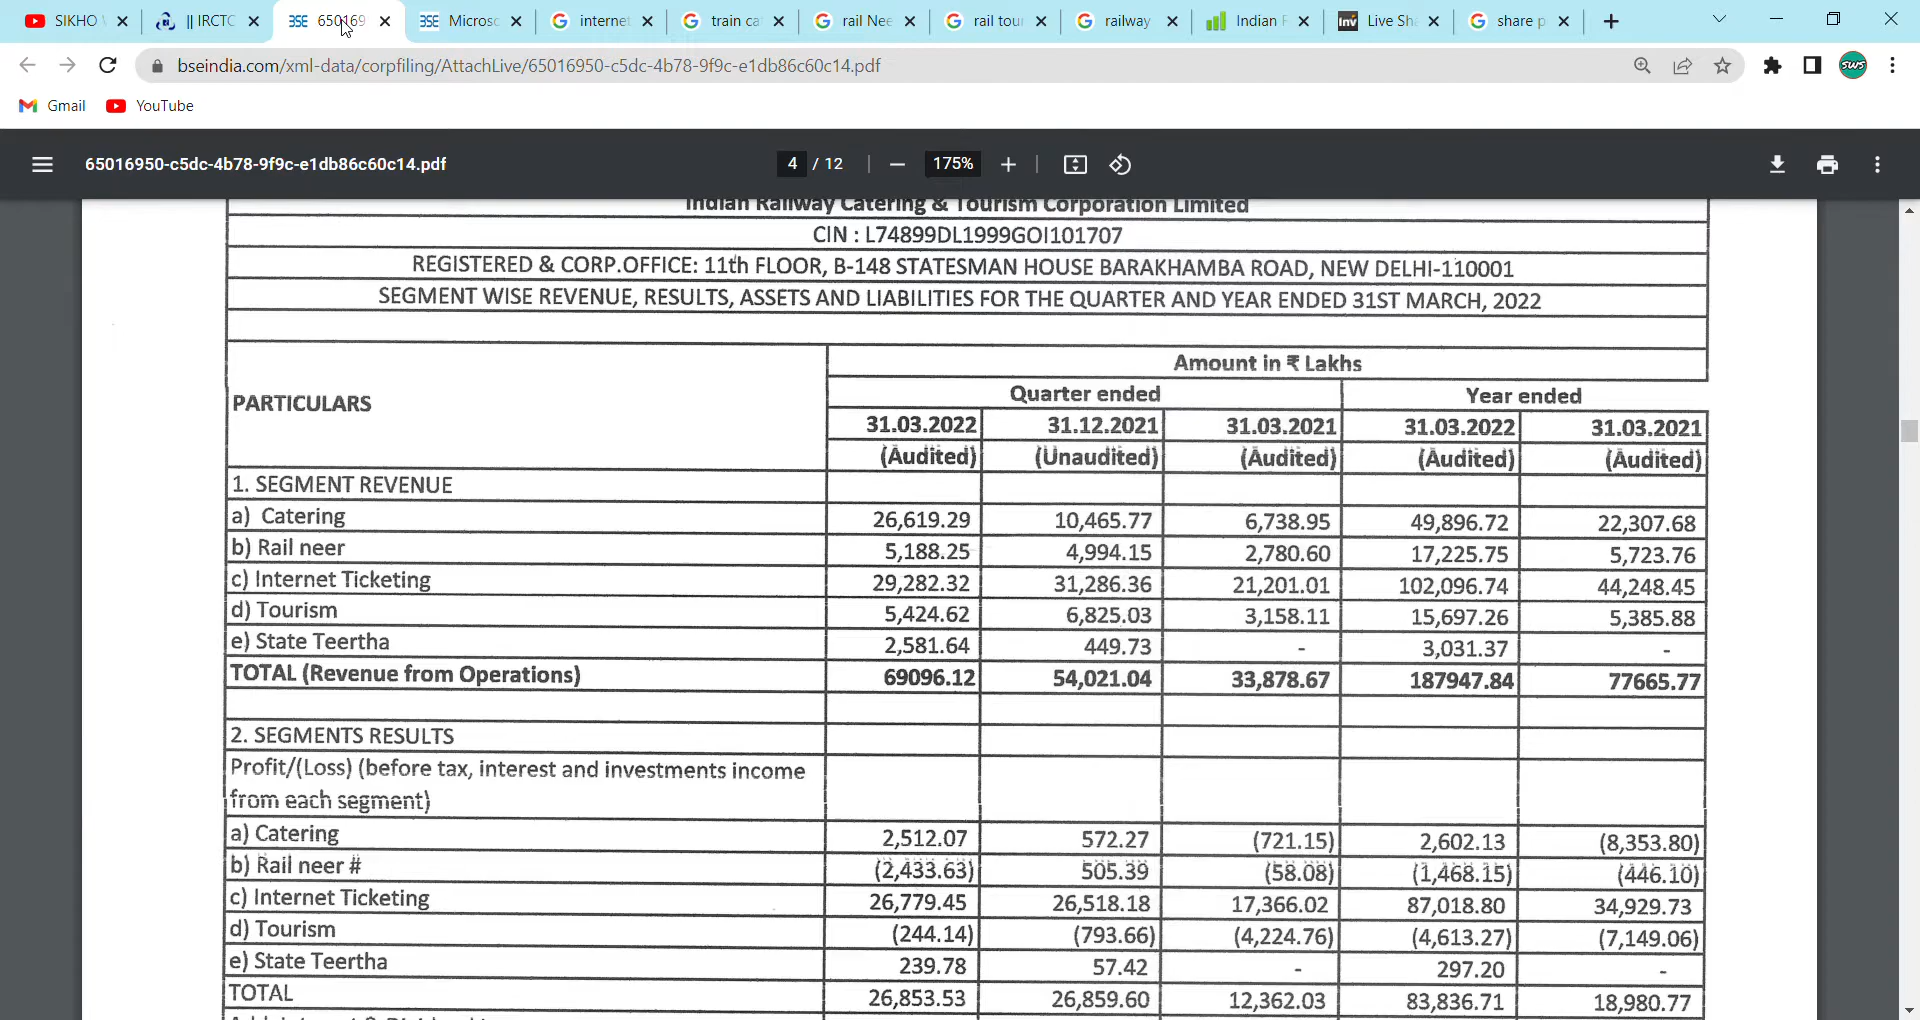 SIKHO
|| IRCTC
650169
Microsc
internet
train ca
rail Nee
rail tour
railway
Indian
Live Sh
share p
bseindia.com/xml-data/corpfiling/AttachLive/65016950-c5dc-4b78-9f9c-e1db86c60c14.pdf
SWS
Gmail YouTube
65016950-c5dc-4b78-9f9c-e1db86c60c14.pdf 4 / 12 175%
Indian Railway Catering & Tourism Corporation Limited
CIN : L74899DL1999GOI101707
REGISTERED & CORP.OFFICE: 11th FLOOR, B-148 STATESMAN HOUSE BARAKHAMBA ROAD, NEW DELHI-110001
SEGMENT WISE REVENUE, RESULTS, ASSETS AND LIABILITIES FOR THE QUARTER AND YEAR ENDED 31ST MARCH, 2022
Amount in ₹ Lakhs
PARTICULARS Quarter ended Year ended
31.03.2022 31.12.2021 31.03.2021 31.03.2022 31.03.2021
(Audited) (Unaudited) (Audited) (Audited) (Audited)
1. SEGMENT REVENUE
a) Catering 26,619.29 10,465.77 6,738.95 49,896.72 22,307.68
b) Rail neer 5,188.25 4,994.15 2,780.60 17,225.75 5,723.76
c) Internet Ticketing 29,282.32 31,286.36 21,201.01 102,096.74 44,248.45
d) Tourism 5,424.62 6,825.03 3,158.11 15,697.26 5,385.88
e) State Teertha 2,581.64 449.73 - 3,031.37 -
TOTAL (Revenue from Operations) 69096.12 54,021.04 33,878.67 187947.84 77665.77
2. SEGMENTS RESULTS
Profit/(Loss) (before tax, interest and investments income
from each segment)
a) Catering 2,512.07 572.27 (721.15) 2,602.13 (8,353.80)
b) Rail neer # (2,433.63) 505.39 (58.08) (1,468.15) (446.10)
c) Internet Ticketing 26,779.45 26,518.18 17,366.02 87,018.80 34,929.73
d) Tourism (244.14) (793.66) (4,224.76) (4,613.27) (7,149.06)
e) State Teertha 239.78 57.42 - 297.20 -
TOTAL 26,853.53 26,859.60 12,362.03 83,836.71 18,980.77